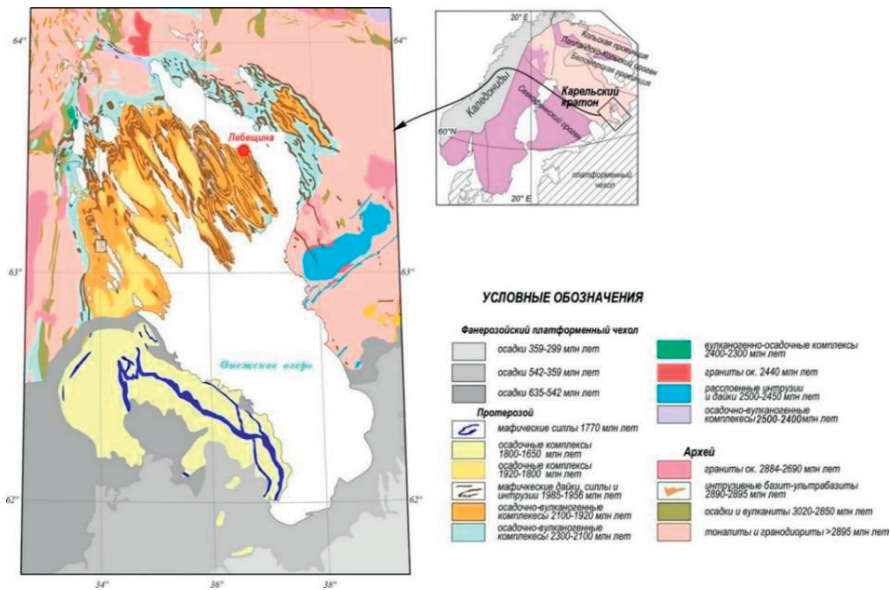 64°
64°
Лебещина
63°
63°
Онежское озеро
62°
62°
34°
36°
38°
20° E
Кольская провинция
Лапландско-Кольский ороген
Беломорская провинция
Карельский
кратон
Каледониды
Свекофеннский ороген
60°N
платформенный
чехол
20° E
УСЛОВНЫЕ ОБОЗНАЧЕНИЯ
Фанерозойский платформенный чехол
осадки 359-299 млн лет
осадки 542-359 млн лет
осадки 635-542 млн лет
Протерозой
мафические силлы 1770 млн лет
осадочные комплексы
1800-1650 млн лет
осадочные комплексы
1920-1800 млн лет
мафические дайки, силлы и
интрузии 1985-1956 млн лет
осадочно-вулканогенные
комплексы 2100-1920 млн лет
осадочно-вулканогенные
комплексы 2300-2100 млн лет
вулканогенно-осадочные комплексы
2400-2300 млн лет
граниты ок. 2440 млн лет
расслоенные интрузии
и дайки 2500-2450 млн лет
осадочно-вулканогенные
комплексы 2500-2400млн лет
Архей
граниты ок. 2884-2690 млн лет
интрузивные базит-ультрабазиты
2890-2895 млн лет
осадки и вулканиты 3020-2850 млн лет
тоналиты и гранодиориты >2895 млн лет